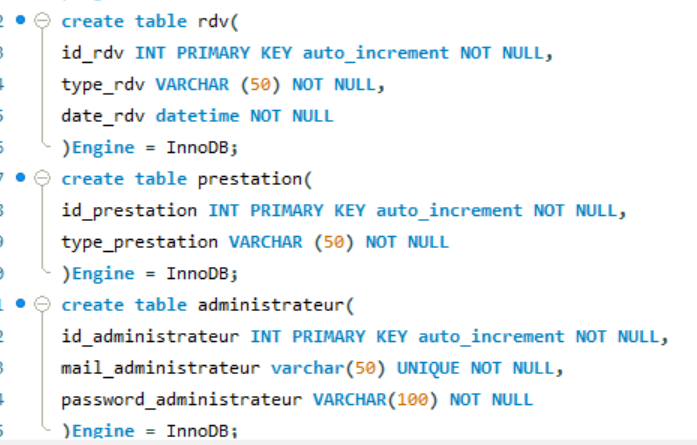 2 create table rdv(
3 id_rdv INT PRIMARY KEY auto_increment NOT NULL,
4 type_rdv VARCHAR (50) NOT NULL,
5 date_rdv datetime NOT NULL
6 )Engine = InnoDB;
7 create table prestation(
8 id_prestation INT PRIMARY KEY auto_increment NOT NULL,
9 type_prestation VARCHAR (50) NOT NULL
0 )Engine = InnoDB;
1 create table administrateur(
2 id_administrateur INT PRIMARY KEY auto_increment NOT NULL,
3 mail_administrateur varchar(50) UNIQUE NOT NULL,
4 password_administrateur VARCHAR(100) NOT NULL
5 )Engine = InnoDB;